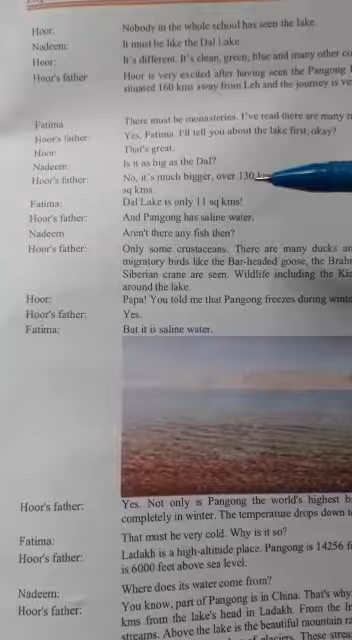 Hoor: Nobody in the whole school has seen the lake.
Nadeem: It must be like the Dal Lake
Hoor: It's different. It's clean, green, blue and many other co
Hoor's father Hoor is very excited after having seen the Pangong
situated 160 kms away from Leh and the journey is ve
Fatima There must be monasteries. I've read there are many
Hoor's father: Yes, Fatima. I'll tell you about the lake first, okay?
Hoor: That's great.
Nadeem: Is it as big as the Dal?
Hoor's father: No, it's much bigger, over 130
sq kms
Fatima: Dal Lake is only 11 sq kms!
Hoor's father: And Pangong has saline water.
Nadeem Aren't there any fish then?
Hoor's father: Only some crustaceans. There are many ducks an
migratory birds like the Bar-headed goose, the Brahm
Siberian crane are seen. Wildlife including the Kia
around the lake.
Hoor: Papa! You told me that Pangong freezes during winte
Hoor's father: Yes.
Fatima: But it is saline water.
Hoor's father: Yes. Not only is Pangong the world's highest b
completely in winter. The temperature drops down t
Fatima: That must be very cold. Why is it so?
Hoor's father: Ladakh is a high-altitude place. Pangong is 14256 f
is 6000 feet above sea level.
Nadeem: Where does its water come from?
Hoor's father: You know, part of Pangong is in China. That's why
kms from the lake's head in Ladakh. From the In
streams. Above the lake is the beautiful mountain ra
of glaciers. These strea